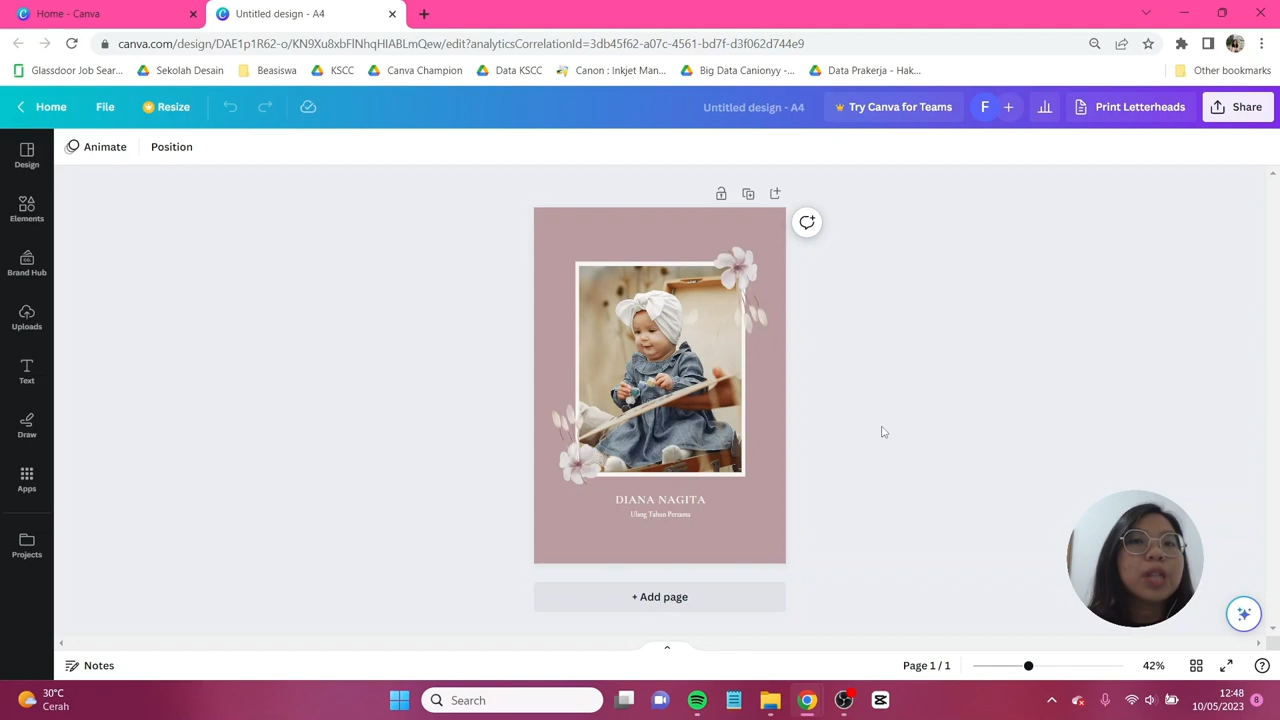 Home - Canva
Untitled design - A4
canva.com/design/DAE1p1R62-o/KN9Xu8xbFlNhqHIABLmQew/edit?analyticsCorrelationId=3db45f62-a07c-4561-bd7f-d3f062d744e9
Glassdoor Job Sear... Sekolah Desain Beasiswa KSCC Canva Champion Data KSCC Canon : Inkjet Man... Big Data Canionyy -... Data Prakerja - Hak... Other bookmarks
Home File Resize Untitled design - A4 Try Canva for Teams F Print Letterheads Share
Animate Position
Design
Elements
Brand Hub
Uploads
Text
Draw
Apps
Projects
DIANA NAGITA
Ulang Tahun Pertama
+ Add page
Notes Page 1 / 1 42%
30°C
Cerah
Search
12:48
10/05/2023
8